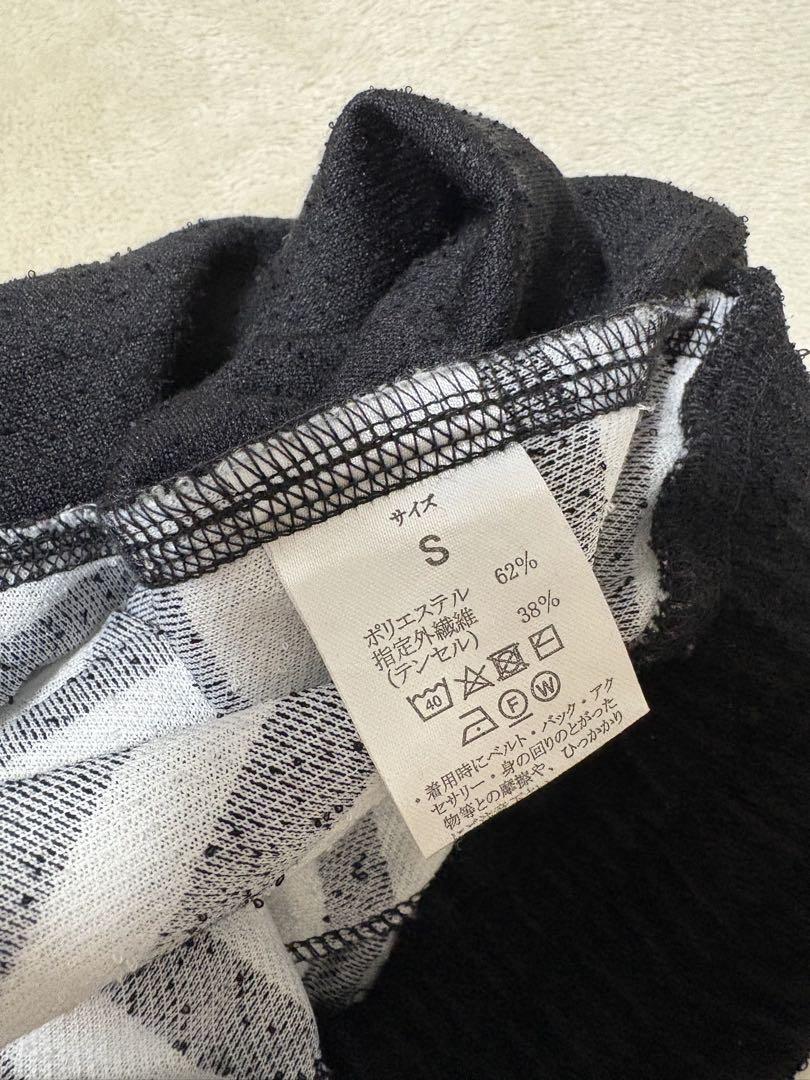 サイズ
S
ポリエステル 62%
指定外繊維 38%
(テンセル)
40
F W
・着用時にベルト・バック・アク
セサリー・身の回りのとがった
物等との摩擦や、ひっかかり